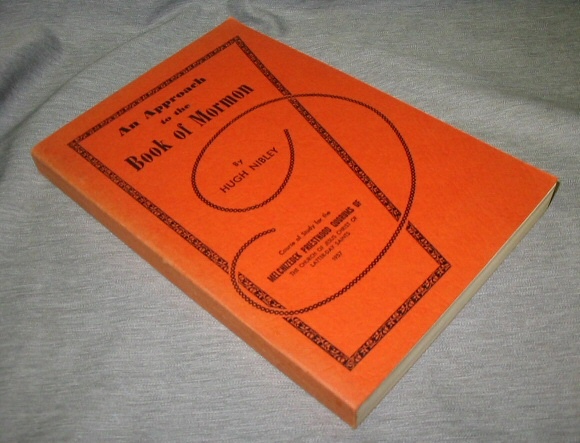 An Approach
to the
Book of Mormon
By
HUGH NIBLEY
Course of Study for the
MELCHIZEDEK PRIESTHOOD QUORUMS OF
THE CHURCH OF JESUS CHRIST OF
LATTER-DAY SAINTS
1957